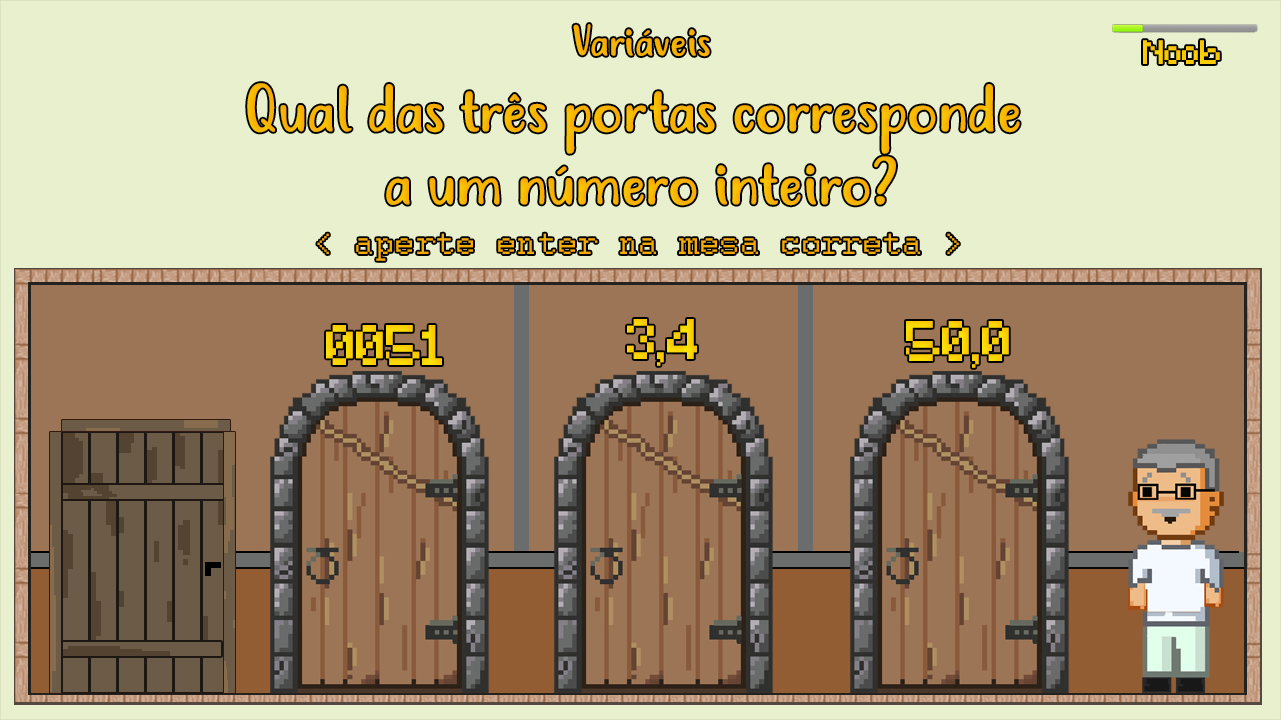 Variáveis
Noob
Qual das três portas corresponde
a um número inteiro?
< aperte enter na mesa correta >
0051
3,4
50,0